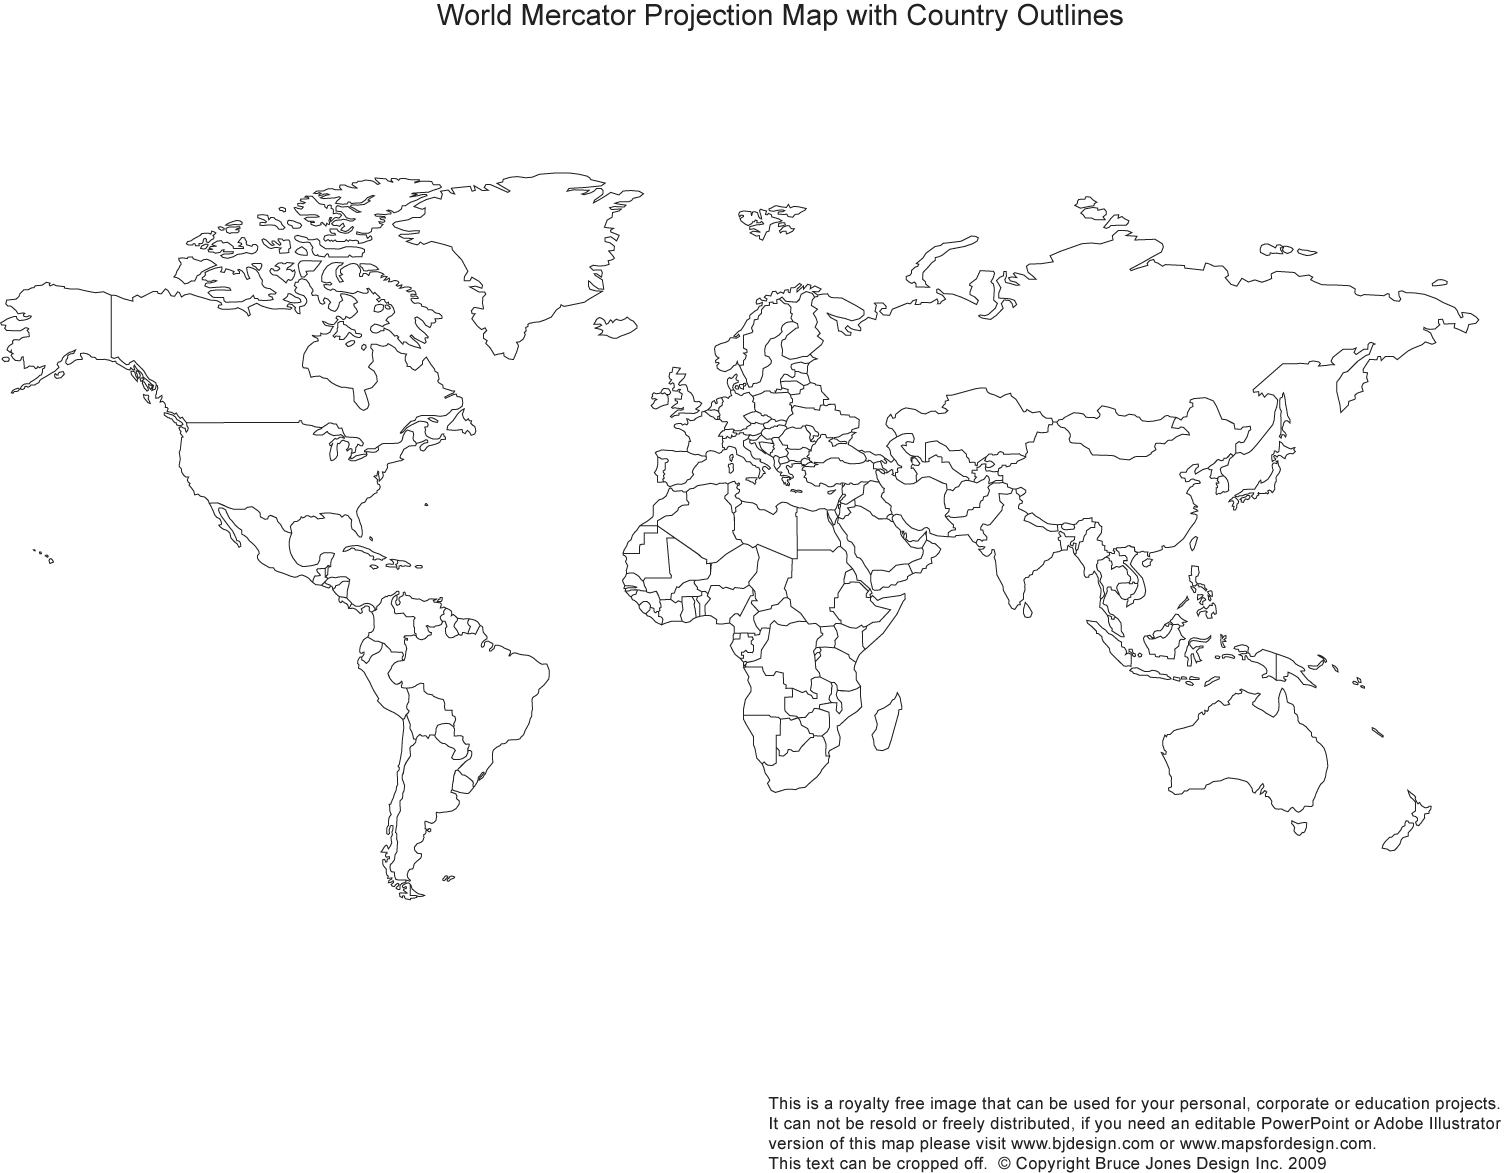 World Mercator Projection Map with Country Outlines
This is a royalty free image that can be used for your personal, corporate or education projects.
It can not be resold or freely distributed, if you need an editable PowerPoint or Adobe Illustrator
version of this map please visit www.bjdesign.com or www.mapsfordesign.com.
This text can be cropped off.  © Copyright Bruce Jones Design Inc. 2009